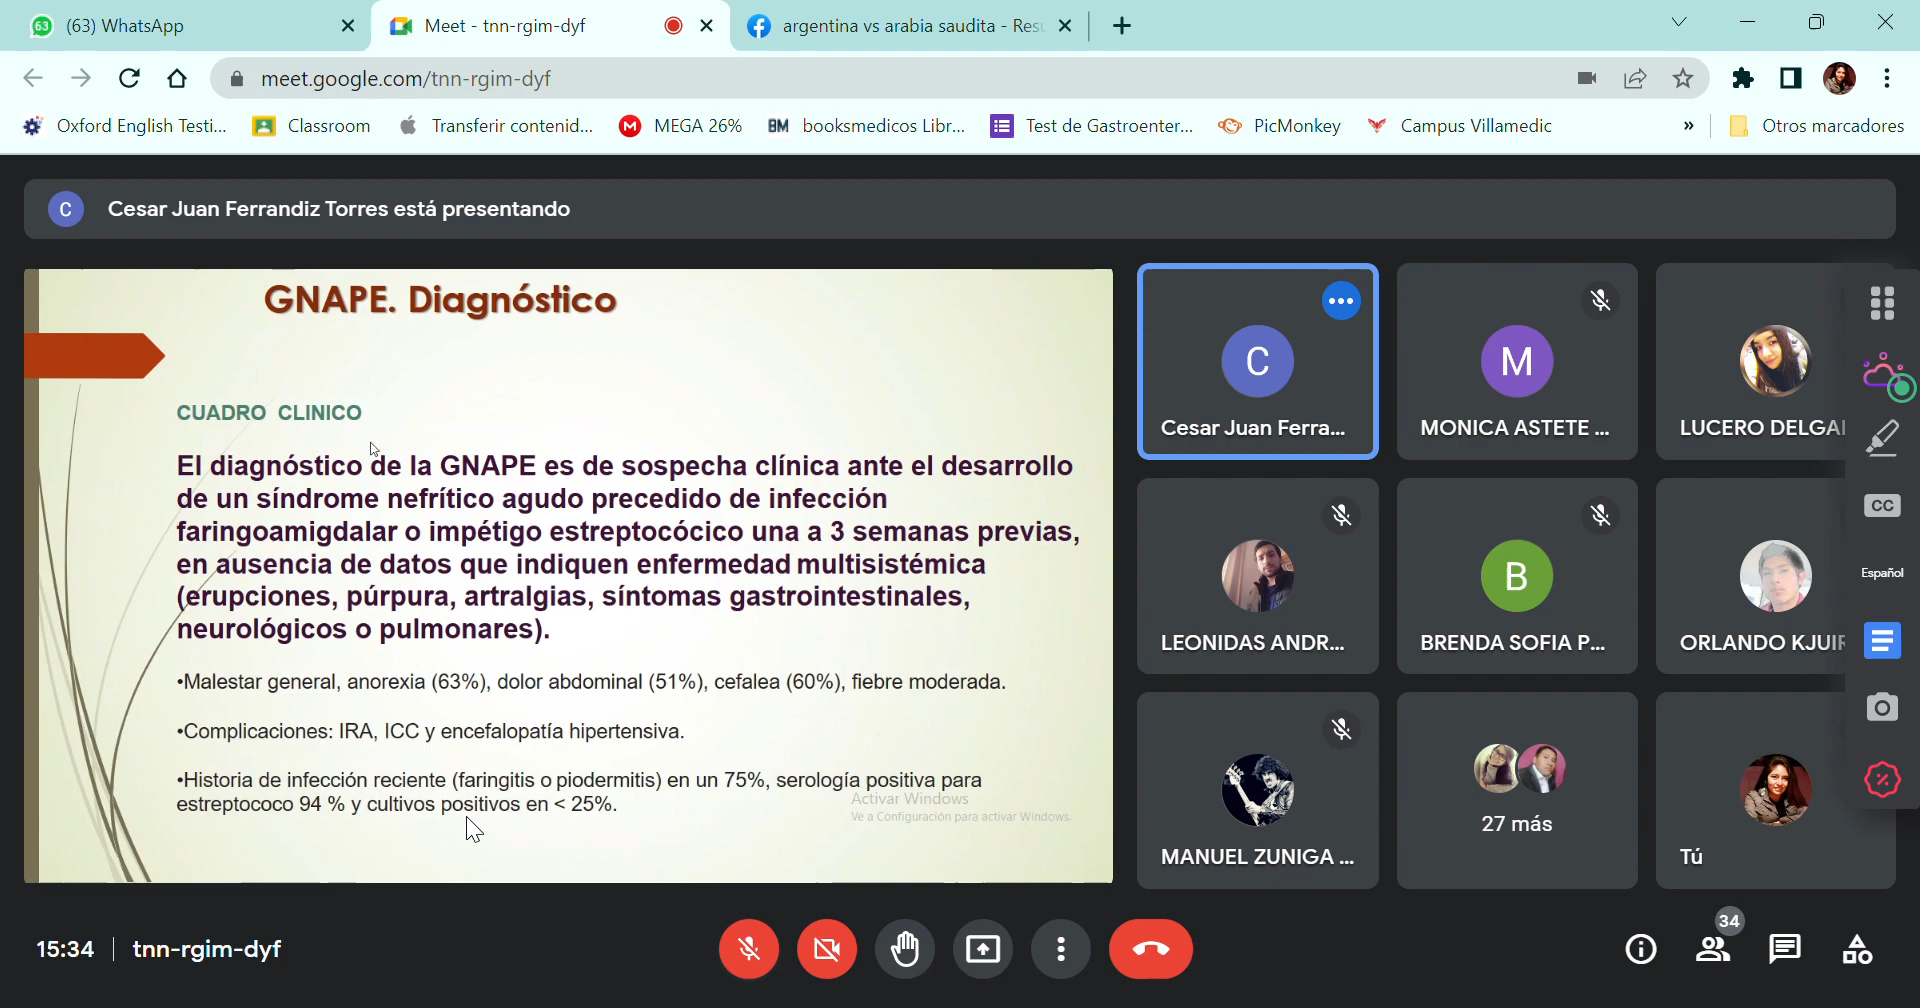 63
(63) WhatsApp
Meet - tnn-rgim-dyf
argentina vs arabia saudita - Resu
meet.google.com/tnn-rgim-dyf
Oxford English Testi...
Classroom
Transferir contenid...
MEGA 26%
BM
booksmedicos Libr...
Test de Gastroenter...
PicMonkey
Campus Villamedic
»
Otros marcadores
C
Cesar Juan Ferrandiz Torres está presentando
GNAPE. Diagnóstico
CUADRO CLINICO
El diagnóstico de la GNAPE es de sospecha clínica ante el desarrollo
de un síndrome nefrítico agudo precedido de infección
faringoamigdalar o impétigo estreptocócico una a 3 semanas previas,
en ausencia de datos que indiquen enfermedad multisistémica
(erupciones, púrpura, artralgias, síntomas gastrointestinales,
neurológicos o pulmonares).
•Malestar general, anorexia (63%), dolor abdominal (51%), cefalea (60%), fiebre moderada.
•Complicaciones: IRA, ICC y encefalopatía hipertensiva.
•Historia de infección reciente (faringitis o piodermitis) en un 75%, serología positiva para
estreptococo 94 % y cultivos positivos en < 25%.
Activar Windows
Ve a Configuración para activar Windows.
C
Cesar Juan Ferra...
M
MONICA ASTETE ...
LUCERO DELGA
LEONIDAS ANDR...
B
BRENDA SOFIA P...
ORLANDO KJUIR
MANUEL ZUNIGA ...
27 más
Tú
CC
Español
15:34
tnn-rgim-dyf
34